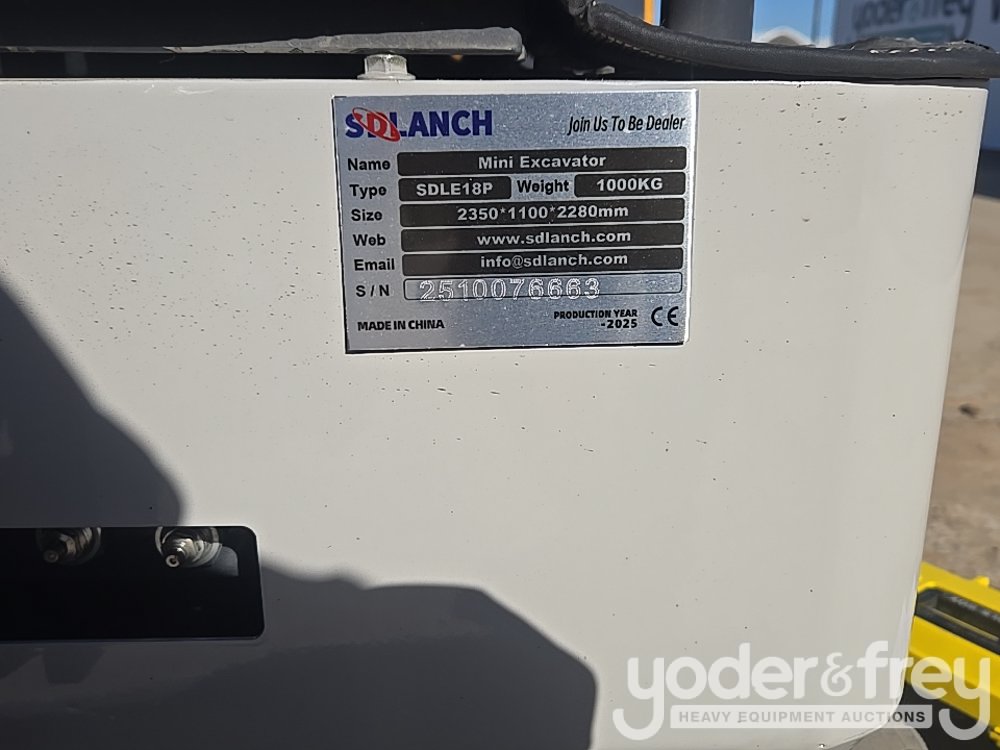 yoder&frey
SDLANCH Join Us To Be Dealer
Name Mini Excavator
Type SDLE18P Weight 1000KG
Size 2350*1100*2280mm
Web www.sdlanch.com
Email info@sdlanch.com
S/N 2510076663
MADE IN CHINA PRODUCTION YEAR
-2025 CE
yoder&frey
HEAVY EQUIPMENT AUCTIONS